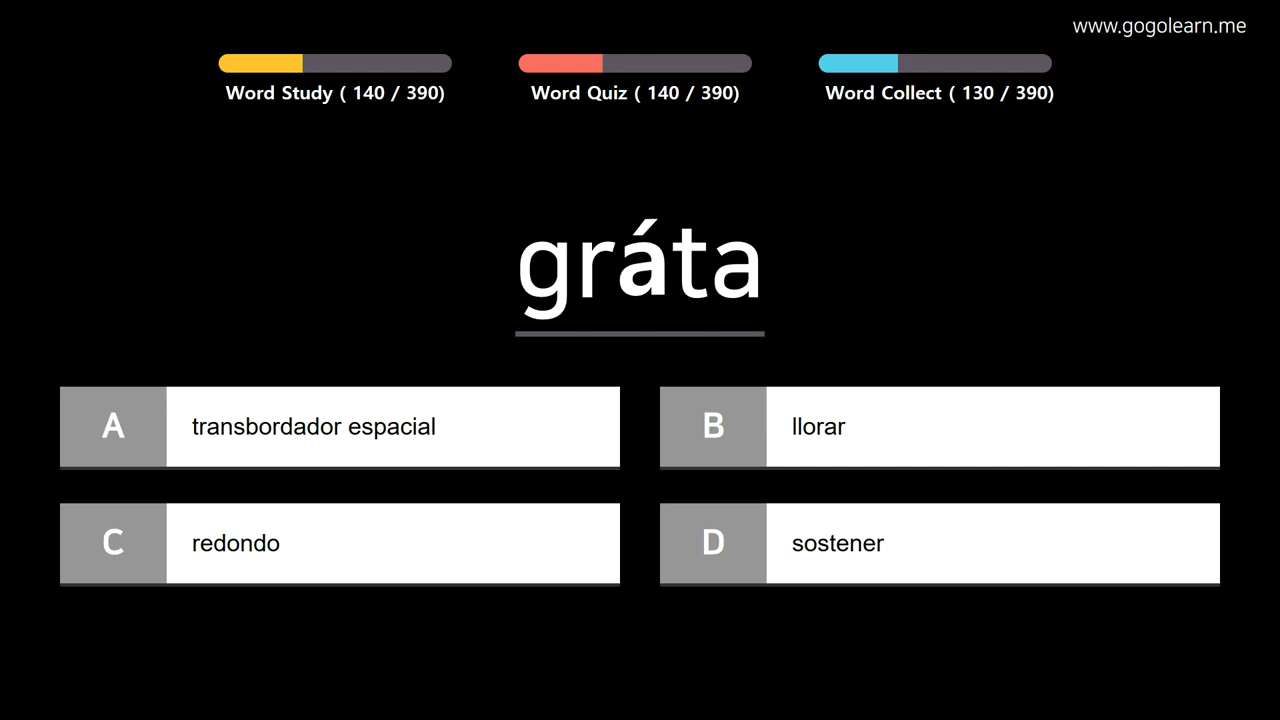 www.gogolearn.me
Word Study ( 140 / 390)
Word Quiz ( 140 / 390)
Word Collect ( 130 / 390)
gráta
A transbordador espacial
B llorar
C redondo
D sostener